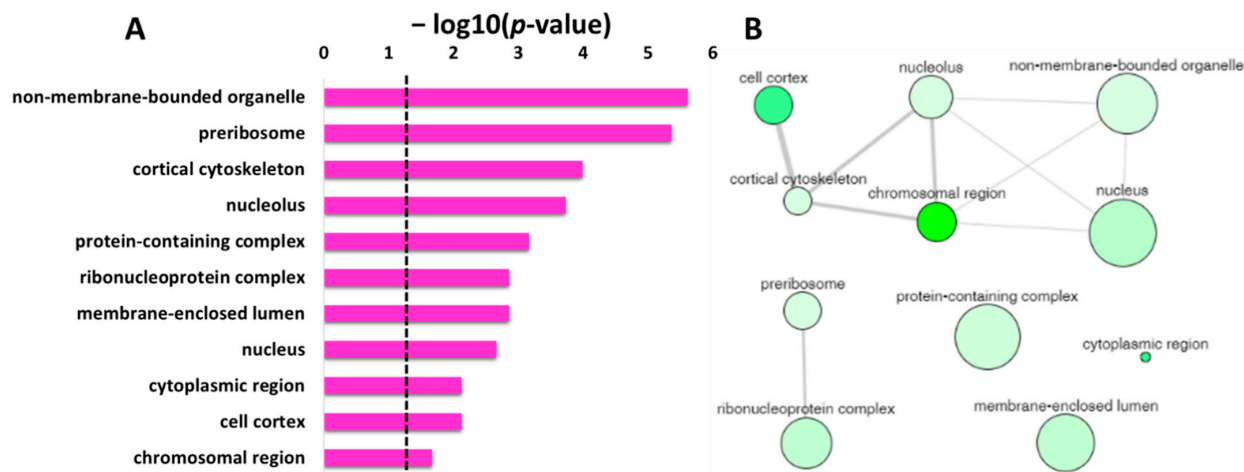 A
– log10(p-value)
0 1 2 3 4 5 6
non-membrane-bounded organelle
preribosome
cortical cytoskeleton
nucleolus
protein-containing complex
ribonucleoprotein complex
membrane-enclosed lumen
nucleus
cytoplasmic region
cell cortex
chromosomal region
B
cell cortex
nucleolus
non-membrane-bounded organelle
cortical cytoskeleton
chromosomal region
nucleus
preribosome
protein-containing complex
cytoplasmic region
ribonucleoprotein complex
membrane-enclosed lumen